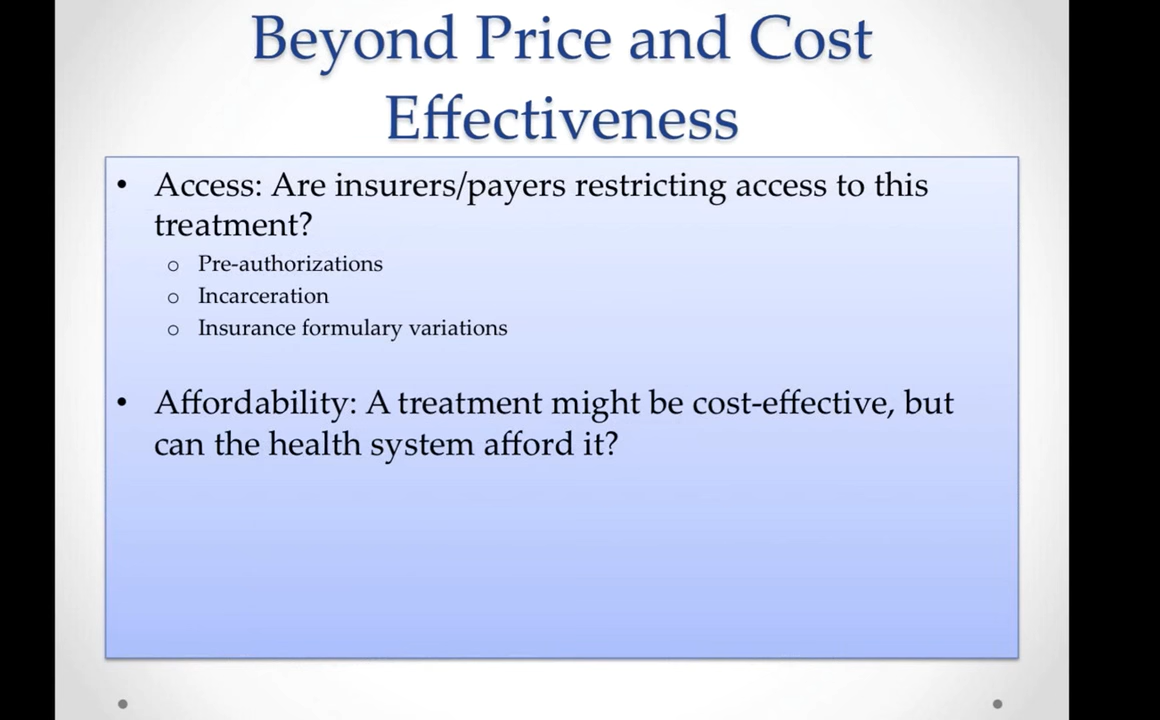 Beyond Price and Cost
Effectiveness
• Access: Are insurers/payers restricting access to this
treatment?
o Pre-authorizations
o Incarceration
o Insurance formulary variations
• Affordability: A treatment might be cost-effective, but
can the health system afford it?